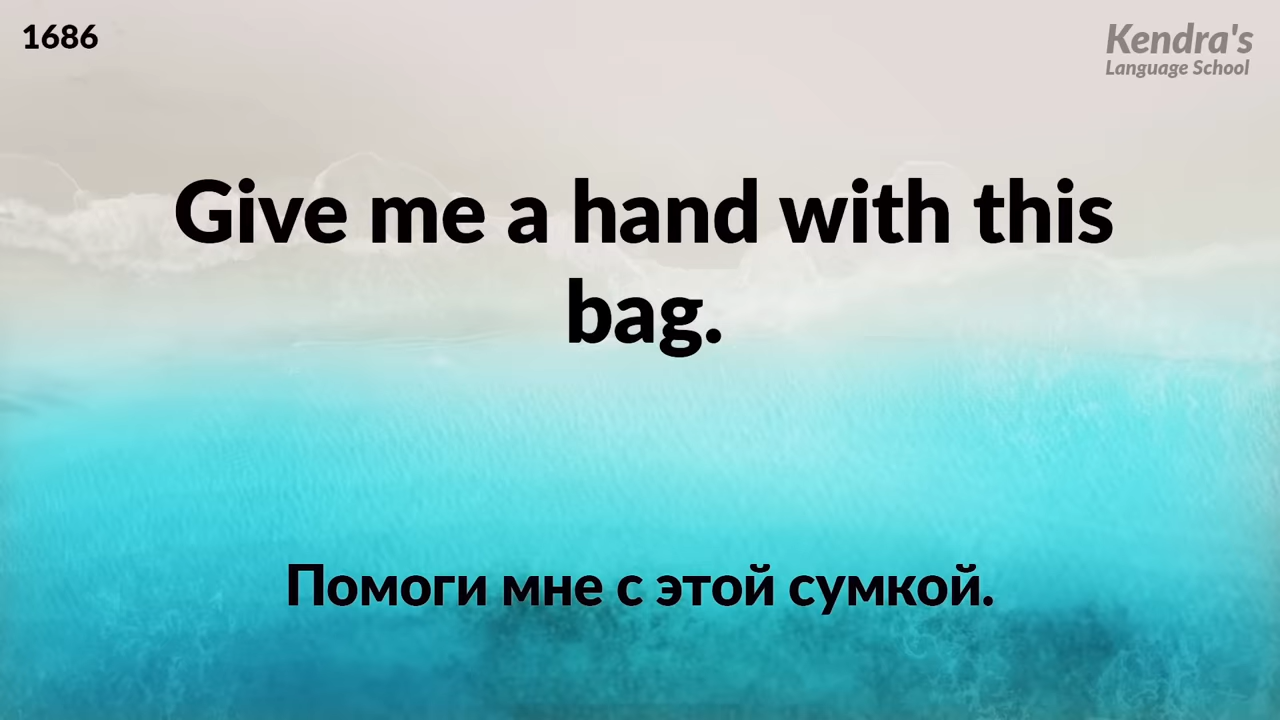 1686
Kendra's
Language School
Give me a hand with this
bag.
Помоги мне с этой сумкой.